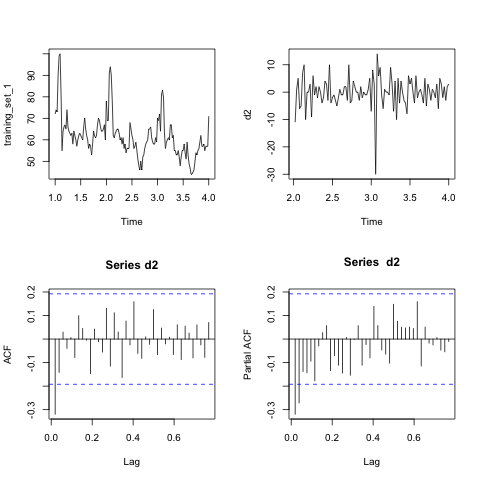 training_set_1
50 60 70 80 90
1.0 1.5 2.0 2.5 3.0 3.5 4.0
Time
d2
-30 -20 -10 0 10
2.0 2.5 3.0 3.5 4.0
Time
Series d2
ACF
-0.3 -0.1 0.1 0.2
0.0 0.2 0.4 0.6
Lag
Series d2
Partial ACF
-0.3 -0.1 0.1 0.2
0.0 0.2 0.4 0.6
Lag